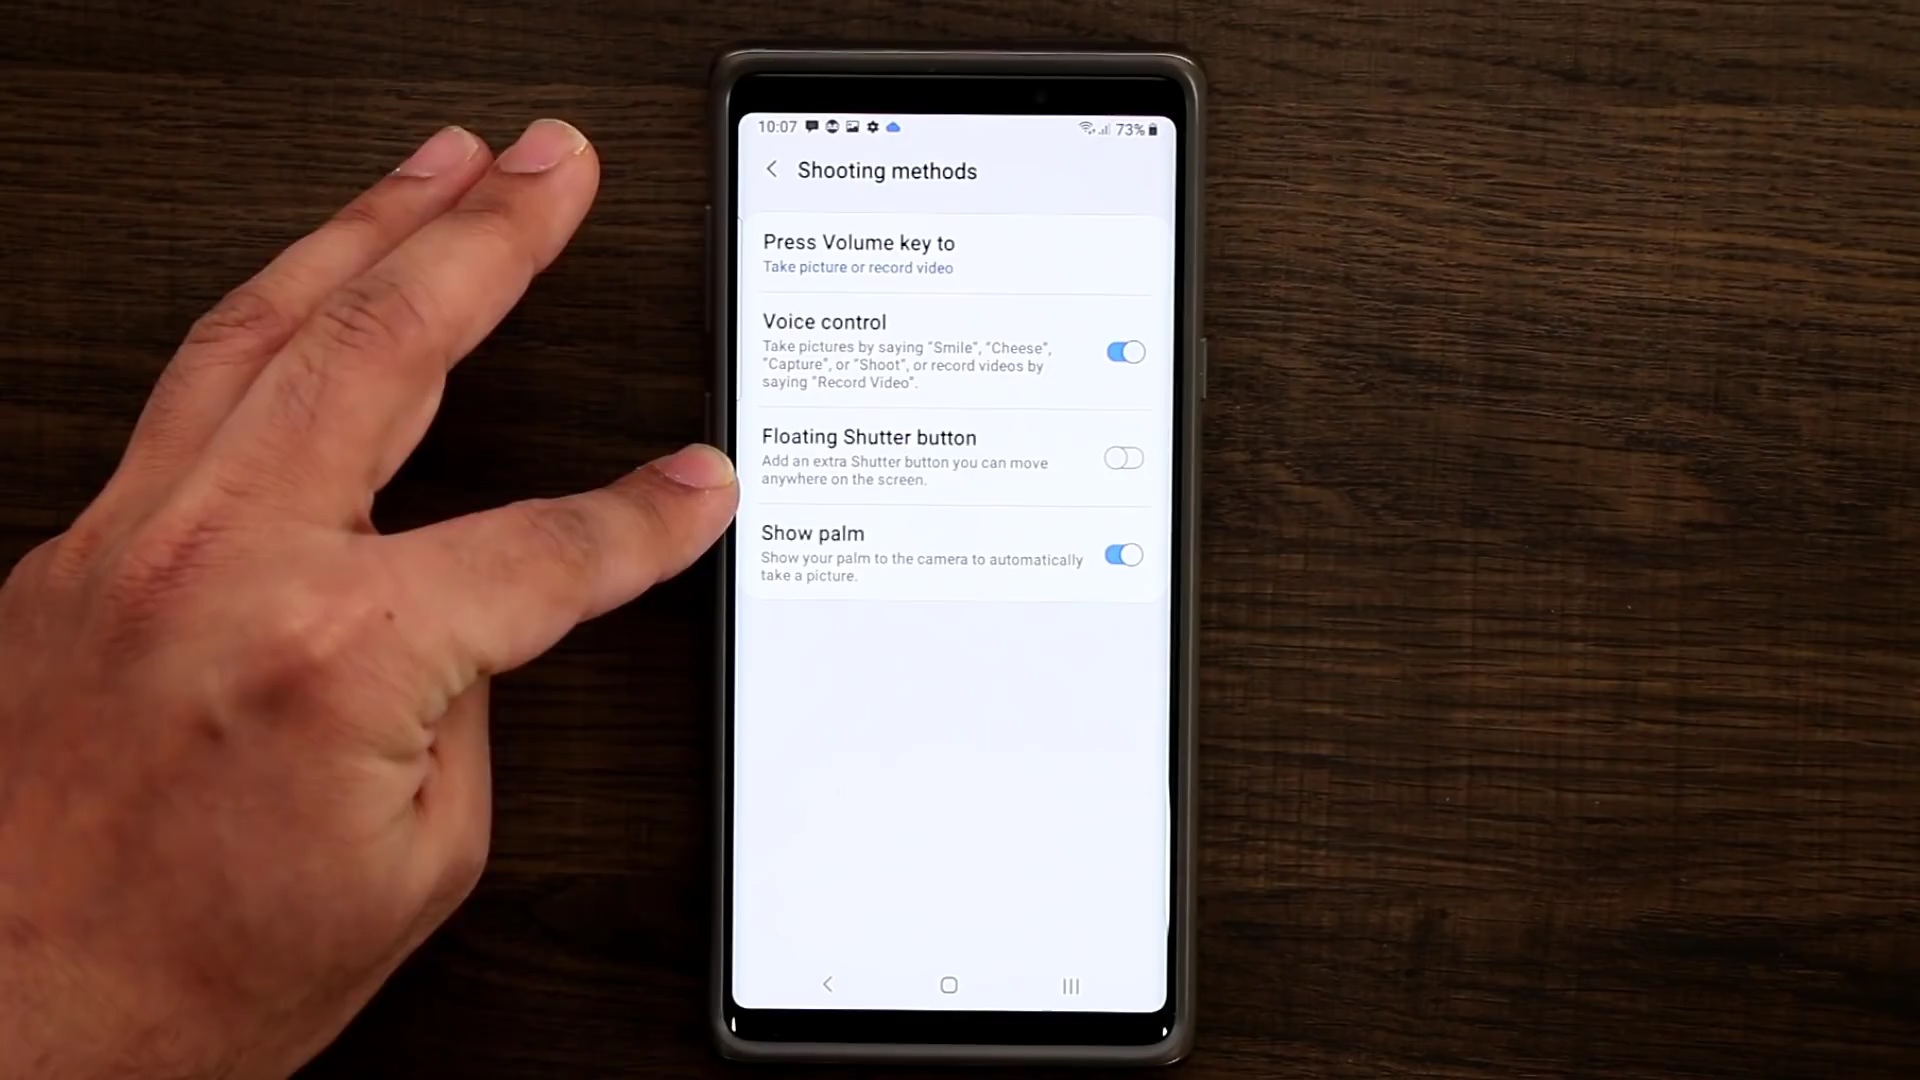 10:07 73%
Shooting methods
Press Volume key to
Take picture or record video
Voice control
Take pictures by saying "Smile", "Cheese",
"Capture", or "Shoot", or record videos by
saying "Record Video".
Floating Shutter button
Add an extra Shutter button you can move
anywhere on the screen.
Show palm
Show your palm to the camera to automatically
take a picture.